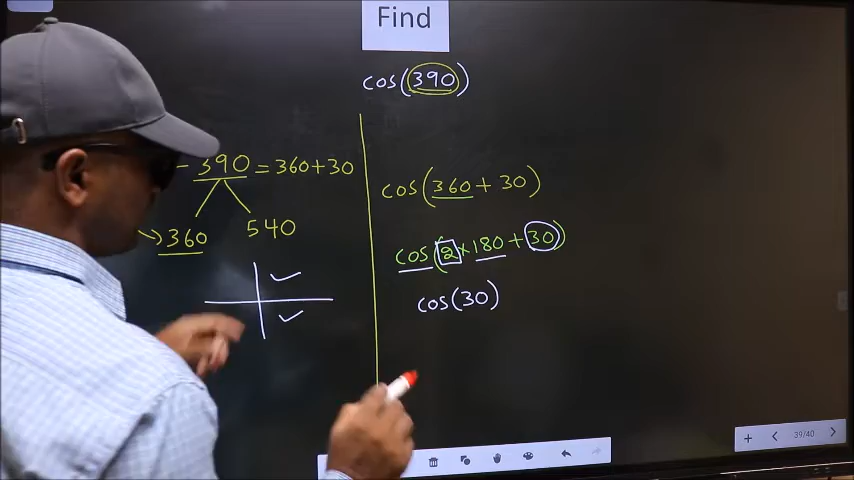 Find
cos(390)
- 390 = 360+30
360 540
cos(360+ 30)
cos(2×180+30)
cos(30)
39/40